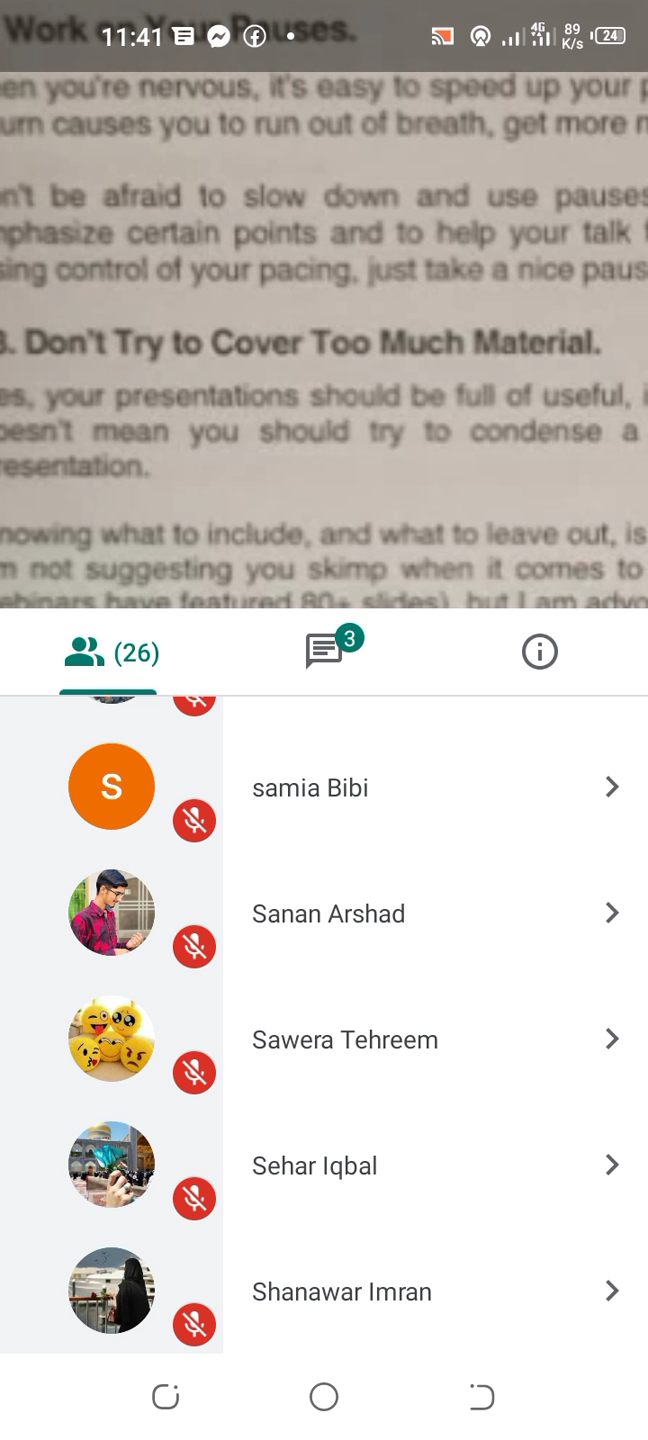 Work on Your Pauses.
11:41
4G
89
K/s
24
en you're nervous, it's easy to speed up your
urn causes you to run out of breath, get more
n't be afraid to slow down and use pauses
mphasize certain points and to help your talk
sing control of your pacing, just take a nice paus
3. Don't Try to Cover Too Much Material.
es, your presentations should be full of useful,
oesn't mean you should try to condense a
resentation.
nowing what to include, and what to leave out, is
m not suggesting you skimp when it comes to
ebinars have featured 80+ slides), but I am advo
(26)
3
S
samia Bibi
Sanan Arshad
Sawera Tehreem
Sehar Iqbal
Shanawar Imran